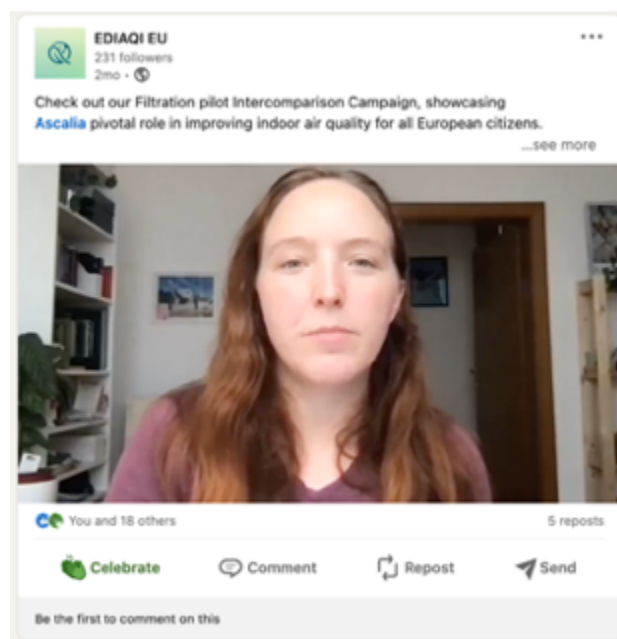 EDIAQI EU
231 followers
2mo •
Check out our Filtration pilot Intercomparison Campaign, showcasing
Ascalia pivotal role in improving indoor air quality for all European citizens.
...see more
You and 18 others
5 reposts
Celebrate
Comment
Repost
Send
Be the first to comment on this